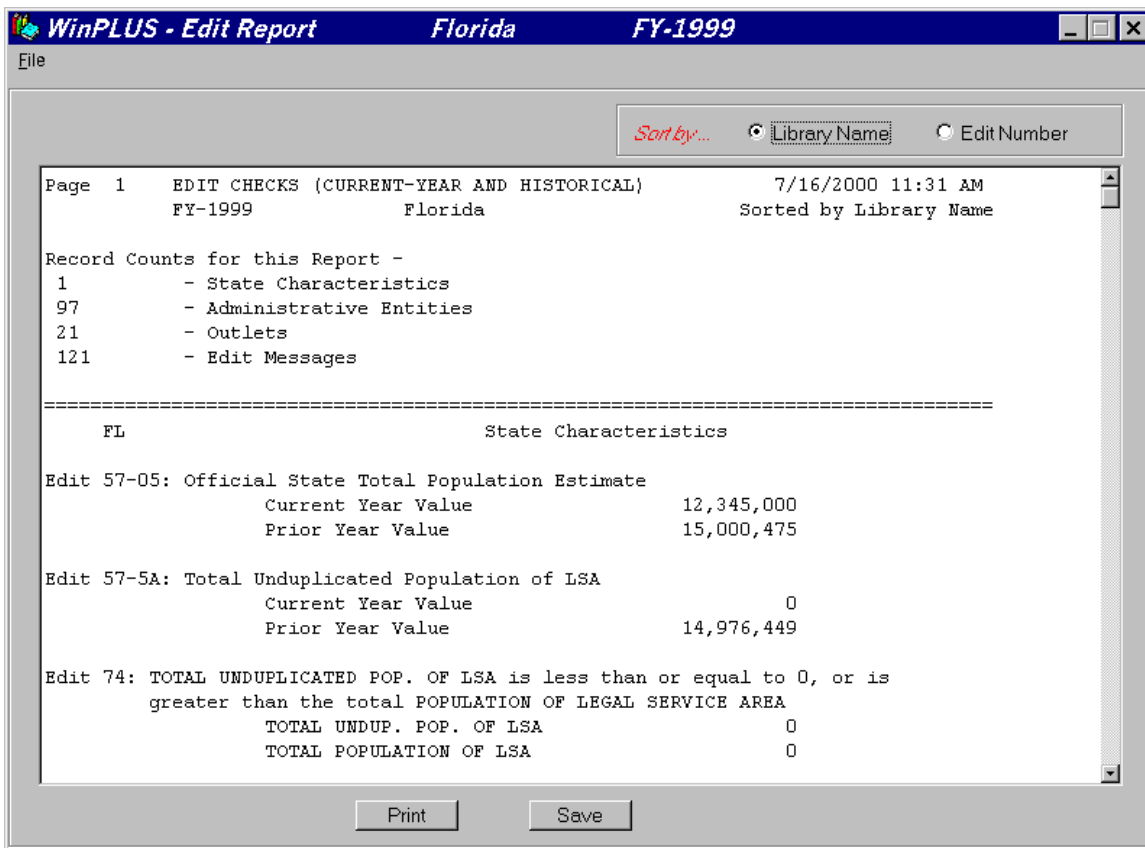 WinPLUS - Edit Report Florida FY-1999
File
Sort by... Library Name Edit Number
Page 1 EDIT CHECKS (CURRENT-YEAR AND HISTORICAL) 7/16/2000 11:31 AM
FY-1999 Florida Sorted by Library Name
Record Counts for this Report -
1 - State Characteristics
97 - Administrative Entities
21 - Outlets
121 - Edit Messages
==================================================================================
FL State Characteristics
Edit 57-05: Official State Total Population Estimate
Current Year Value 12,345,000
Prior Year Value 15,000,475
Edit 57-5A: Total Unduplicated Population of LSA
Current Year Value 0
Prior Year Value 14,976,449
Edit 74: TOTAL UNDUPLICATED POP. OF LSA is less than or equal to 0, or is
greater than the total POPULATION OF LEGAL SERVICE AREA
TOTAL UNDUP. POP. OF LSA 0
TOTAL POPULATION OF LSA 0
Print Save